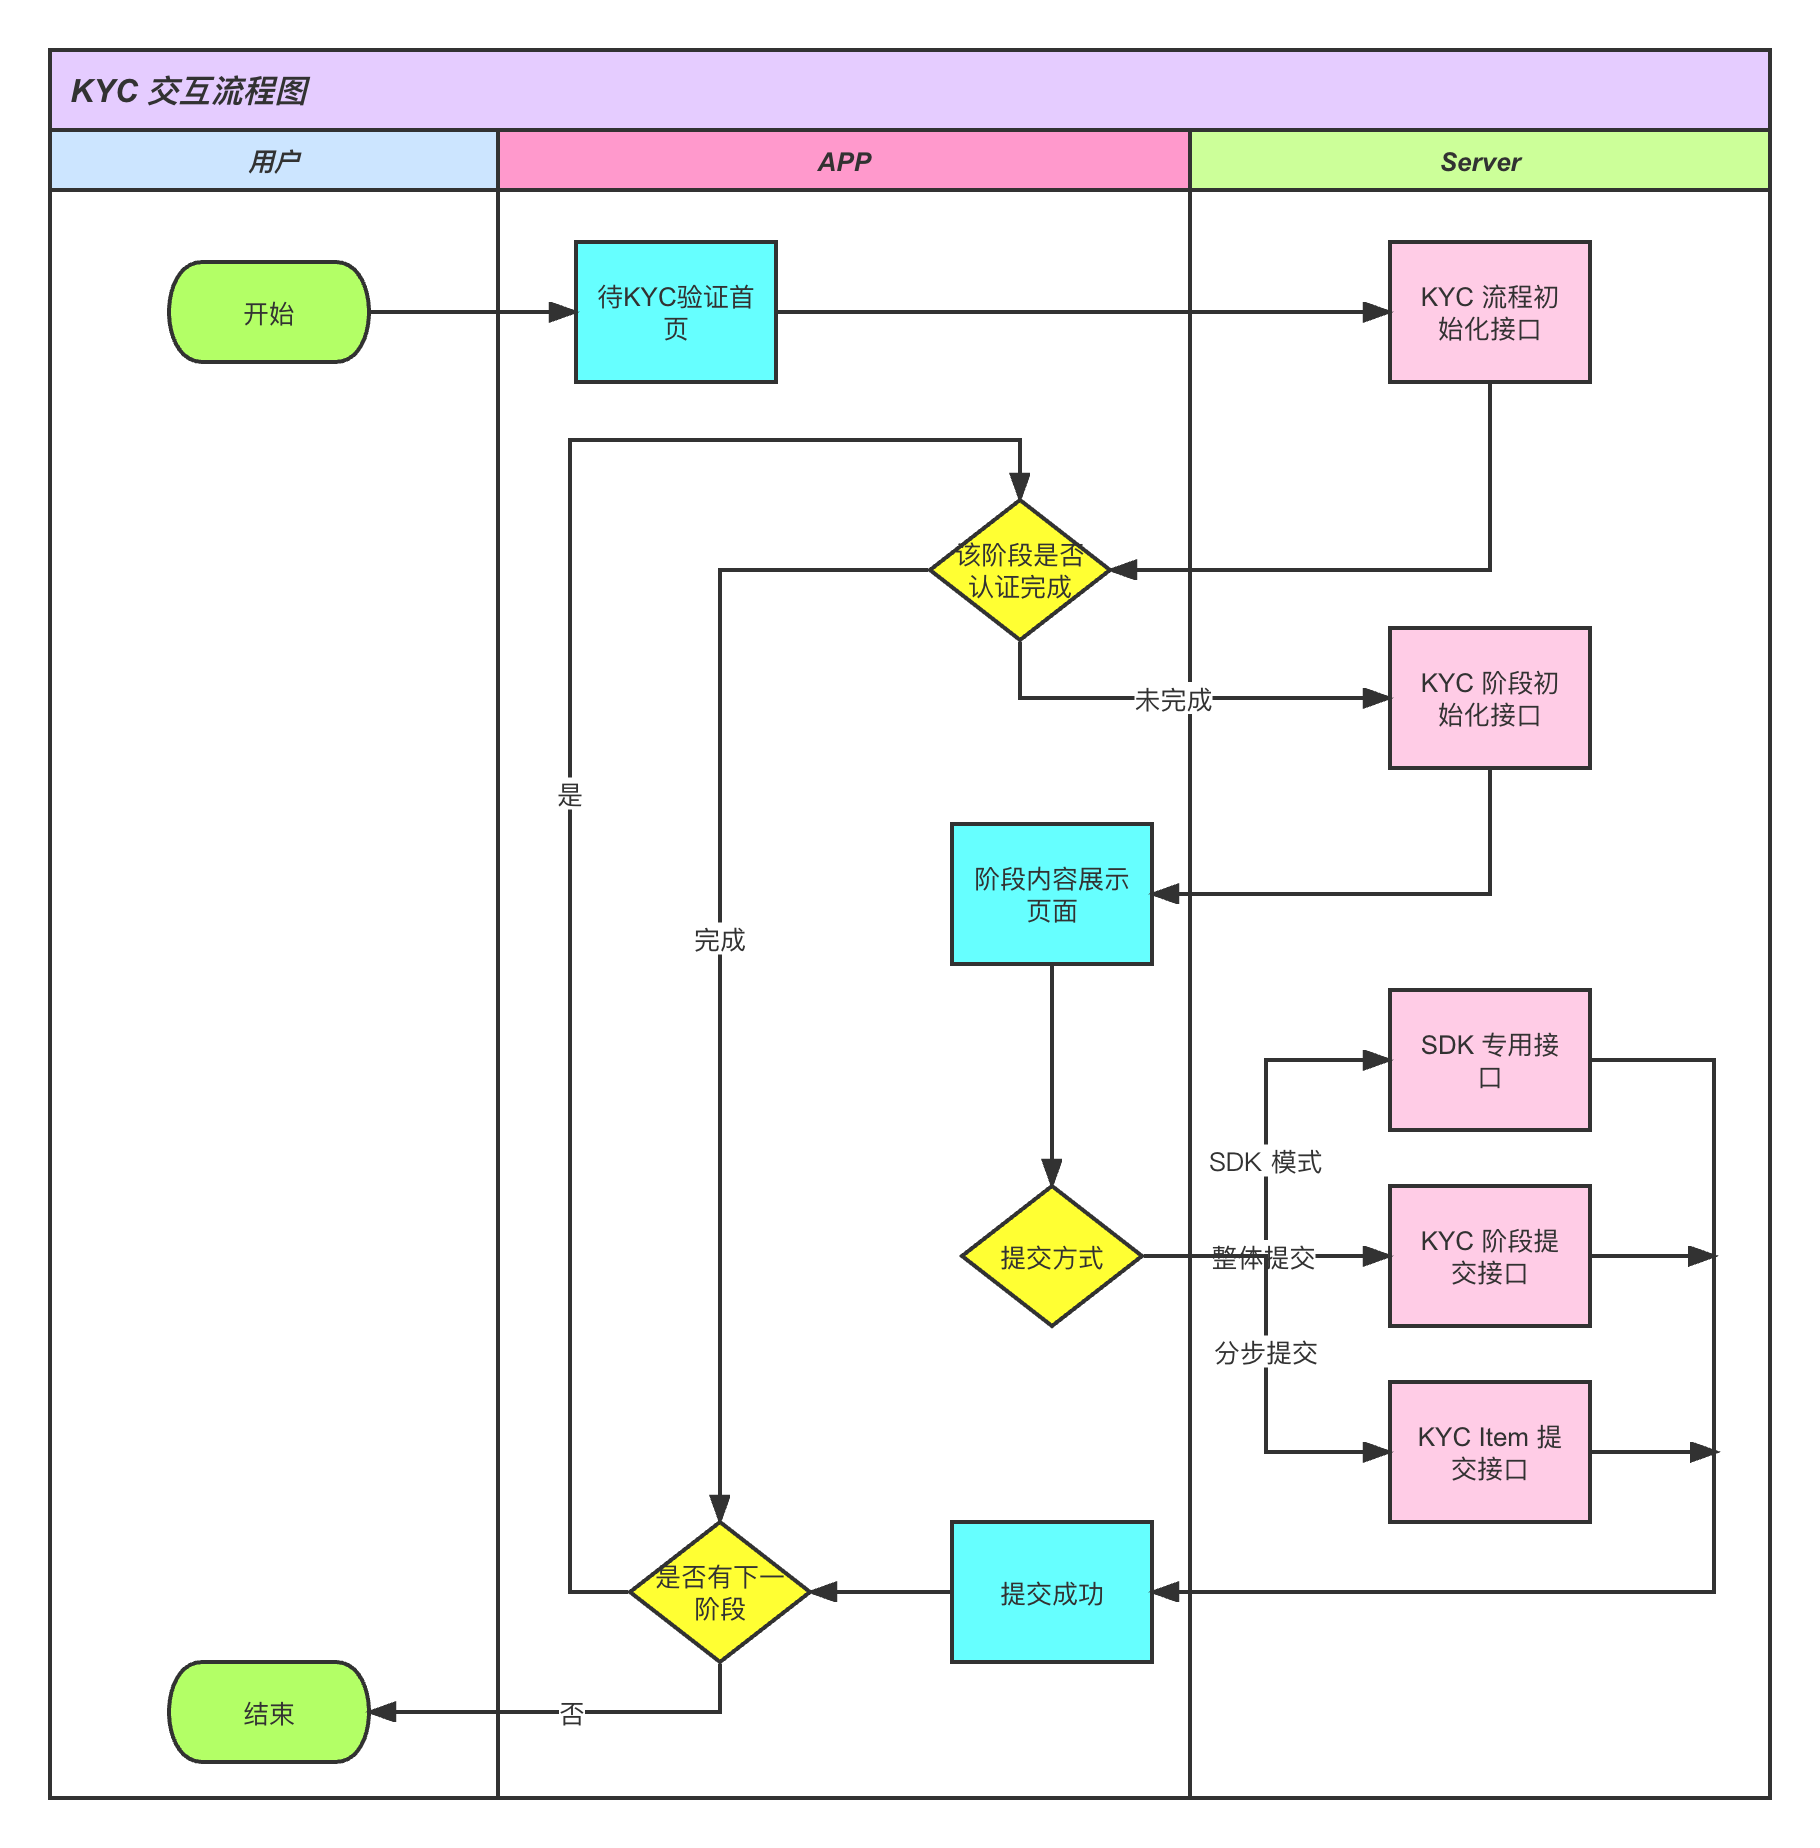 KYC 交互流程图
用户
APP
Server
开始
待KYC验证首
页
KYC 流程初
始化接口
该阶段是否
认证完成
未完成
KYC 阶段初
始化接口
是
阶段内容展示
页面
完成
SDK 专用接
口
SDK 模式
提交方式
整体提交
KYC 阶段提
交接口
分步提交
KYC Item 提
交接口
是否有下一
阶段
提交成功
结束
否